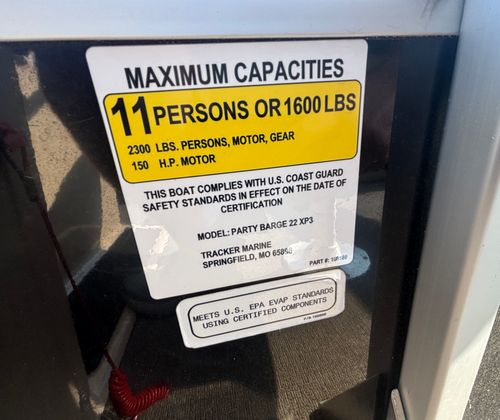 MAXIMUM CAPACITIES
11 PERSONS OR 1600 LBS
2300 LBS. PERSONS, MOTOR, GEAR
150 H.P. MOTOR
THIS BOAT COMPLIES WITH U.S. COAST GUARD
SAFETY STANDARDS IN EFFECT ON THE DATE OF
CERTIFICATION
MODEL: PARTY BARGE 22 XP3
TRACKER MARINE
SPRINGFIELD, MO
PART #:
MEETS U.S. EPA EVAP STANDARDS
USING CERTIFIED COMPONENTS
P/N